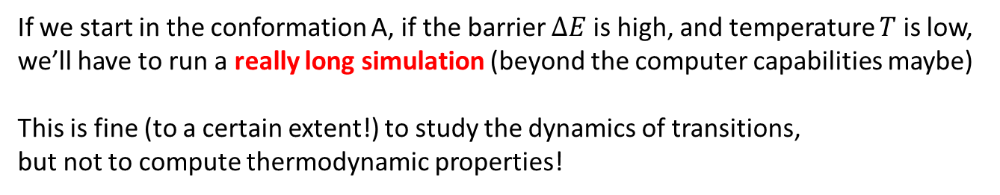 If we start in the conformation A, if the barrier Δ𝐸 is high, and temperature 𝑇 is low,
we’ll have to run a really long simulation (beyond the computer capabilities maybe)
This is fine (to a certain extent!) to study the dynamics of transitions,
but not to compute thermodynamic properties!